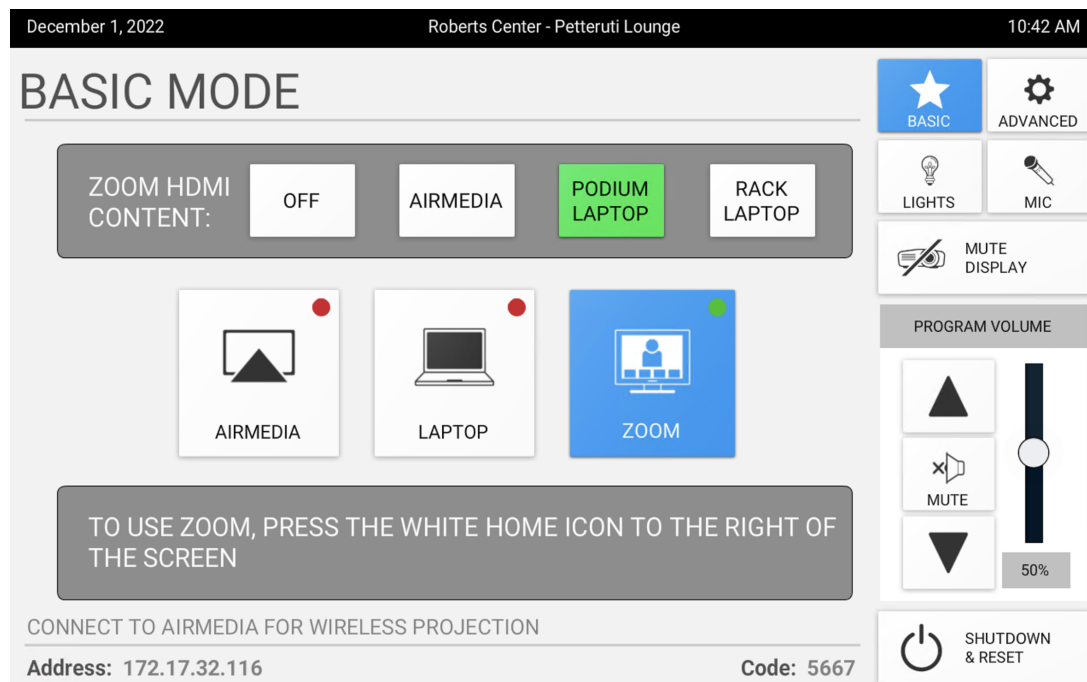 December 1, 2022
Roberts Center - Petteruti Lounge
10:42 AM
BASIC MODE
ZOOM HDMI
CONTENT:
OFF
AIRMEDIA
PODIUM
LAPTOP
RACK
LAPTOP
AIRMEDIA
LAPTOP
ZOOM
TO USE ZOOM, PRESS THE WHITE HOME ICON TO THE RIGHT OF
THE SCREEN
CONNECT TO AIRMEDIA FOR WIRELESS PROJECTION
Address: 172.17.32.116
Code: 5667
BASIC
ADVANCED
LIGHTS
MIC
MUTE
DISPLAY
PROGRAM VOLUME
MUTE
50%
SHUTDOWN
& RESET